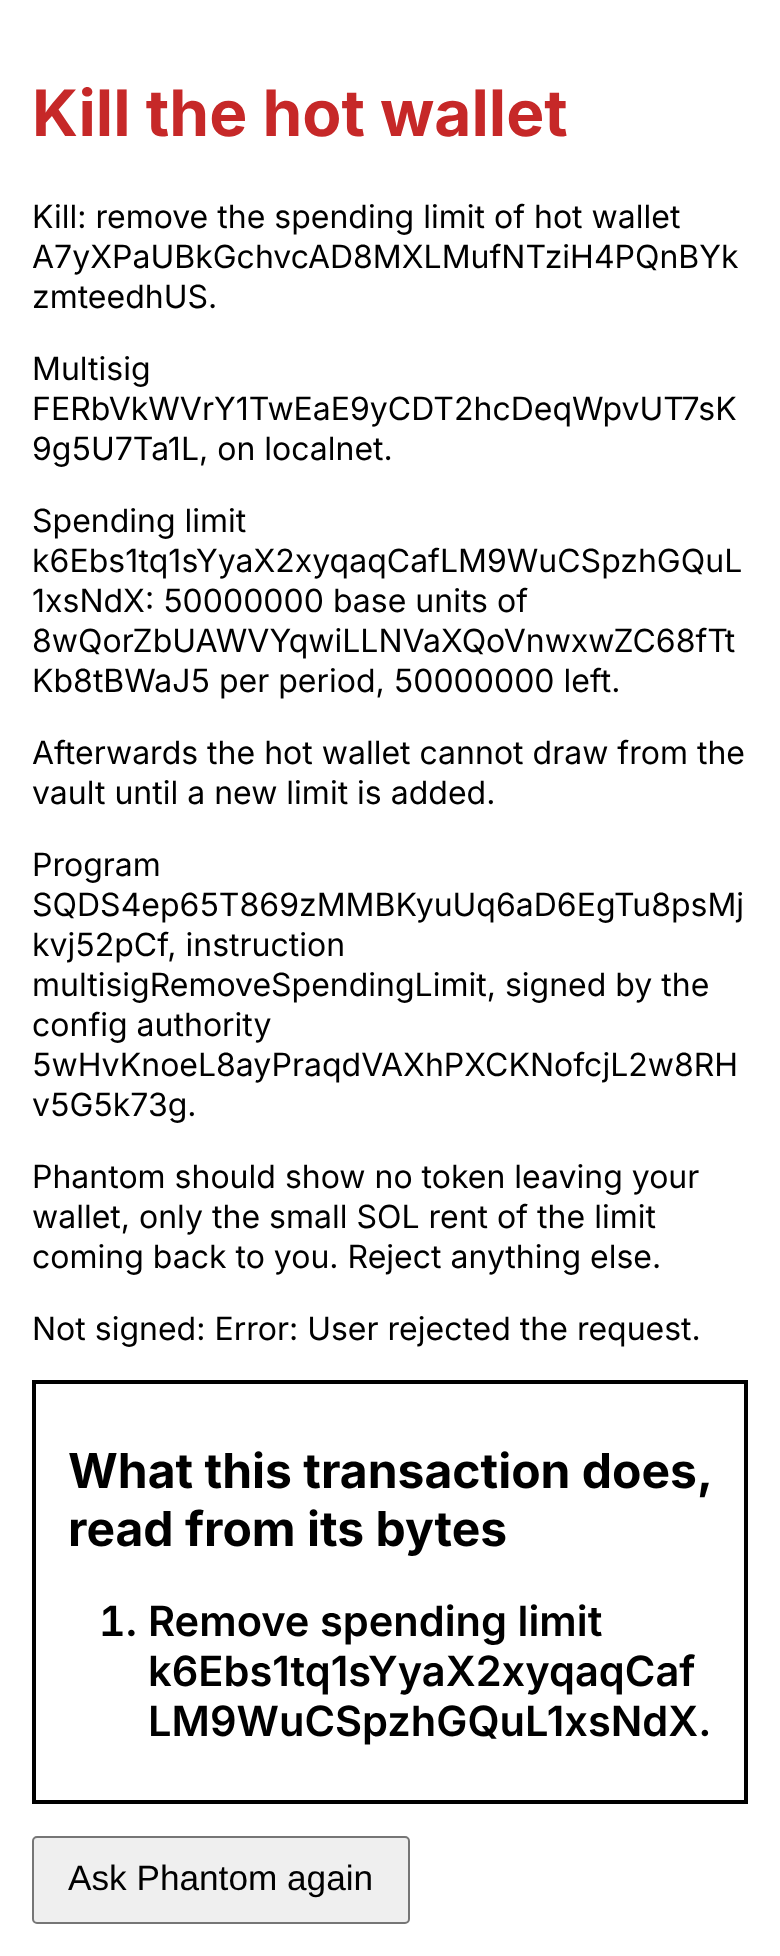 Kill the hot wallet
Kill: remove the spending limit of hot wallet
A7yXPaUBkGchvcAD8MXLMufNTziH4PQnBYk
zmteedhUS.
Multisig
FERbVkWVrY1TwEaE9yCDT2hcDeqWpvUT7sK
9g5U7Ta1L, on localnet.
Spending limit
k6Ebs1tq1sYyaX2xyqaqCafLM9WuCSpzhGQuL
1xsNdX: 50000000 base units of
8wQorZbUAWVYqwiLLNVaXQoVnwxwZC68fTt
Kb8tBWaJ5 per period, 50000000 left.
Afterwards the hot wallet cannot draw from the
vault until a new limit is added.
Program
SQDS4ep65T869zMMBKyuUq6aD6EgTu8psMj
kvj52pCf, instruction
multisigRemoveSpendingLimit, signed by the
config authority
5wHvKnoeL8ayPraqdVAXhPXCKNofcjL2w8RH
v5G5k73g.
Phantom should show no token leaving your
wallet, only the small SOL rent of the limit
coming back to you. Reject anything else.
Not signed: Error: User rejected the request.
What this transaction does,
read from its bytes
1. Remove spending limit
k6Ebs1tq1sYyaX2xyqaqCaf
LM9WuCSpzhGQuL1xsNdX.
Ask Phantom again